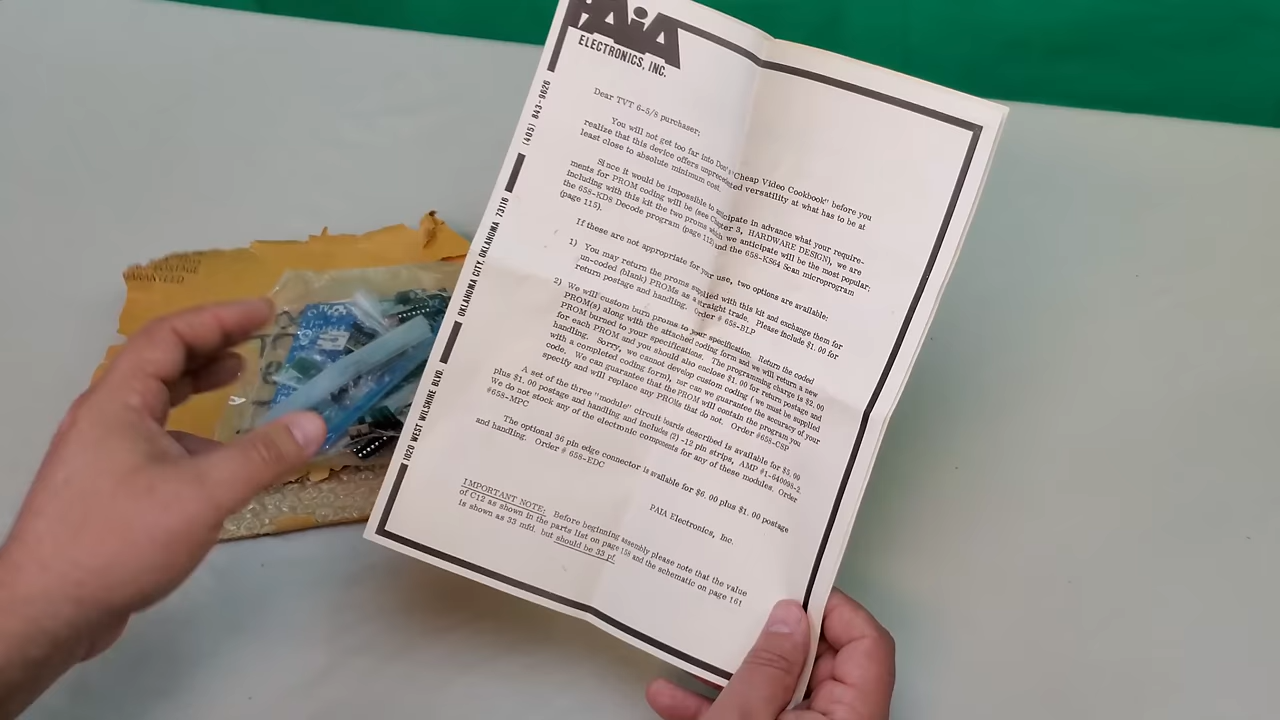 PAiA
ELECTRONICS, INC.
1020 WEST WILSHIRE BLVD. OKLAHOMA CITY, OKLAHOMA 73116 (405) 843-9626
Dear TVT 6-5/8 purchaser;
You will not get too far into Don's "Cheap Video Cookbook" before you
realize that this device offers unprecedented versatility at what has to be at
least close to absolute minimum cost.
Since it would be impossible to anticipate in advance what your require-
ments for PROM coding will be (see Chapter 3, HARDWARE DESIGN), we are
including with this kit the two proms which we anticipate will be the most popular;
the 658-KD8 Decode program (page 112) and the 658-KS64 Scan microprogram
(page 115).
If these are not appropriate for your use, two options are available:
1) You may return the proms supplied with this kit and exchange them for
un-coded (blank) PROMs as a straight trade. Please include $1.00 for
return postage and handling. Order # 658-BLP
2) We will custom burn proms to your specification. Return the coded
PROM(s) along with the attached coding form and we will return a new
PROM burned to your specifications. The programming charge is $2.00
for each PROM and you should also enclose $1.00 for return postage and
handling. Sorry, we cannot develop custom coding (we must be supplied
with a completed coding form), nor can we guarantee the accuracy of your
code. We can guarantee that the PROM will contain the program you
specify and will replace any PROMs that do not. Order #658-CSP
A set of the three "module" circuit boards described is available for $5.00
plus $1.00 postage and handling and includes (2) -12 pin strips, AMP #1-640098-2.
We do not stock any of the electronic components for any of these modules. Order
#658-MPC
The optional 36 pin edge connector is available for $6.00 plus $1.00 postage
and handling. Order # 658-EDC
PAIA Electronics, Inc.
IMPORTANT NOTE: Before beginning assembly please note that the value
of C12 as shown in the parts list on page 158 and the schematic on page 161
is shown as 33 mfd. but should be 33 pf.